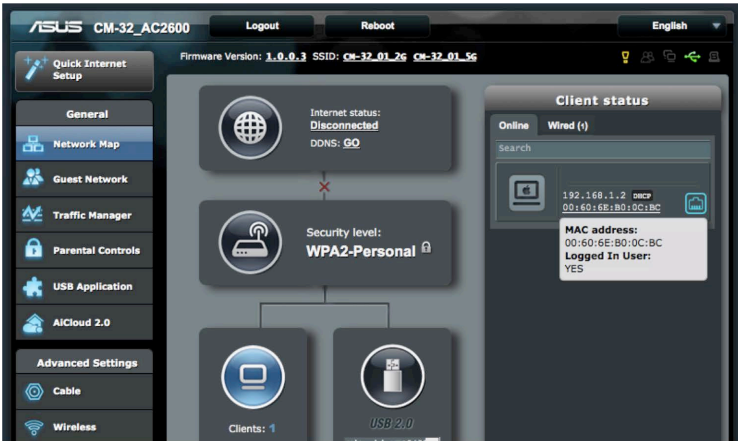 ASUS CM-32_AC2600
Logout
Reboot
English
Quick Internet
Setup
Firmware Version: 1.0.0.3 SSID: CM-32_01_2G CM-32_01_5G
General
Network Map
Guest Network
Traffic Manager
Parental Controls
USB Application
AiCloud 2.0
Advanced Settings
Cable
Wireless
Internet status:
Disconnected
DDNS: GO
Security level:
WPA2-Personal
Clients: 1
USB 2.0
Client status
Online
Wired (1)
Search
192.168.1.2 DHCP
00:60:6E:B0:0C:BC
MAC address:
00:60:6E:B0:0C:BC
Logged In User:
YES